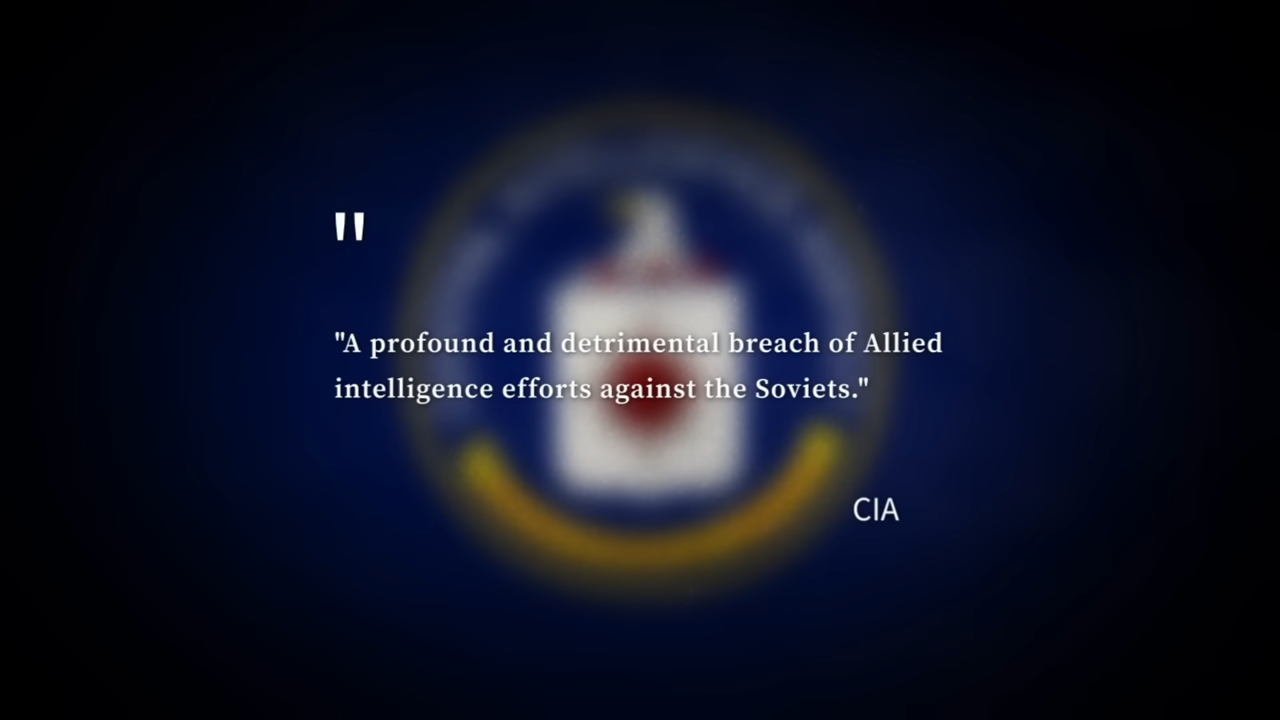 "
"A profound and detrimental breach of Allied
intelligence efforts against the Soviets."
CIA